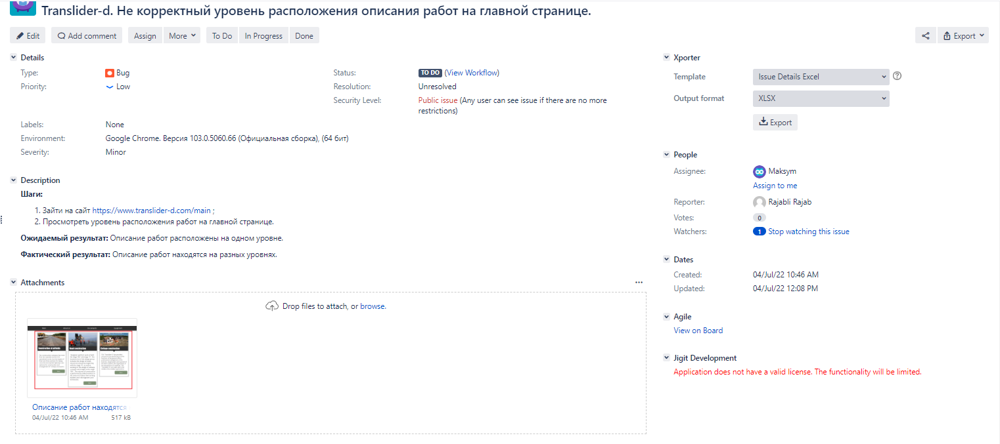 Translider-d. Не корректный уровень расположения описания работ на главной странице.
Edit Add comment Assign More To Do In Progress Done Export
Details
Type: Bug Status: TO DO (View Workflow)
Priority: Low Resolution: Unresolved
Security Level: Public issue (Any user can see issue if there are no more
restrictions)
Labels: None
Environment: Google Chrome. Версия 103.0.5060.66 (Официальная сборка), (64 бит)
Severity: Minor
Description
Шаги:
1. Зайти на сайт https://www.translider-d.com/main ;
2. Просмотреть уровень расположения работ на главной странице.
Ожидаемый результат: Описание работ расположены на одном уровне.
Фактический результат: Описание работ находятся на разных уровнях.
Attachments
Drop files to attach, or browse.
Описание работ находятся
04/Jul/22 10:46 AM 517 kB
Xporter
Template Issue Details Excel
Output format XLSX
Export
People
Assignee: Maksym
Assign to me
Reporter: Rajabli Rajab
Votes: 0
Watchers: 1 Stop watching this issue
Dates
Created: 04/Jul/22 10:46 AM
Updated: 04/Jul/22 12:08 PM
Agile
View on Board
Jigit Development
Application does not have a valid license. The functionality will be limited.